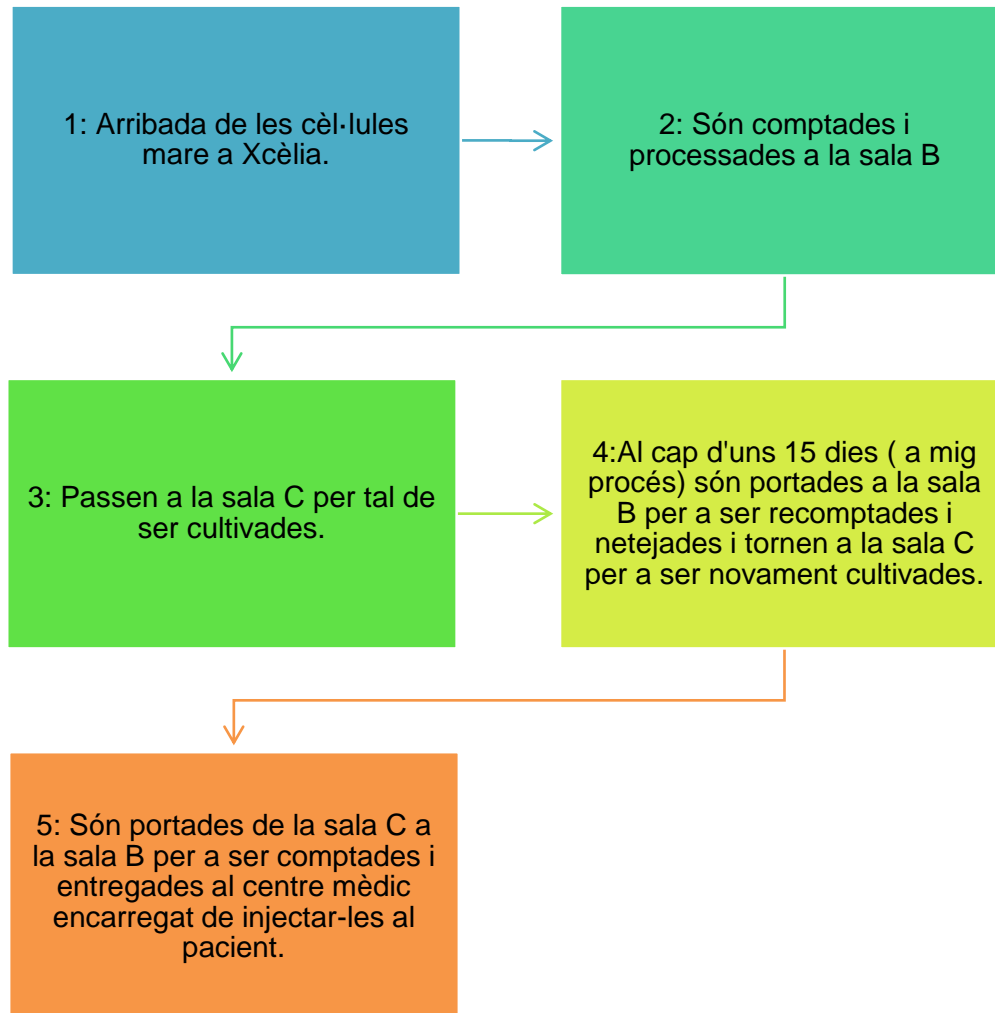 1: Arribada de les cèl·lules
mare a Xcèlia.
2: Són comptades i
processades a la sala B
3: Passen a la sala C per tal de
ser cultivades.
4:Al cap d'uns 15 dies ( a mig
procés) són portades a la sala
B per a ser recomptades i
netejades i tornen a la sala C
per a ser novament cultivades.
5: Són portades de la sala C a
la sala B per a ser comptades i
entregades al centre mèdic
encarregat de injectar-les al
pacient.